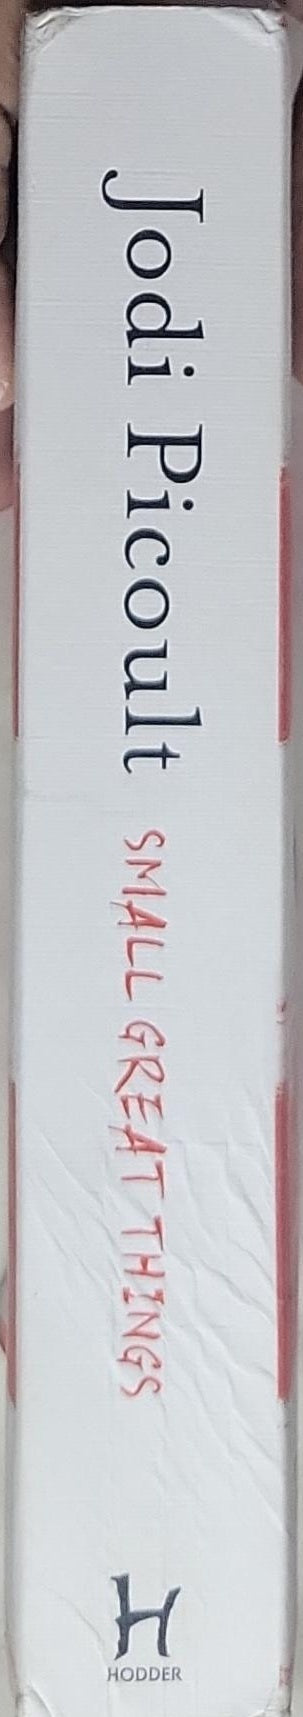 Jodi Picoult
SMALL GREAT THINGS
H
HODDER